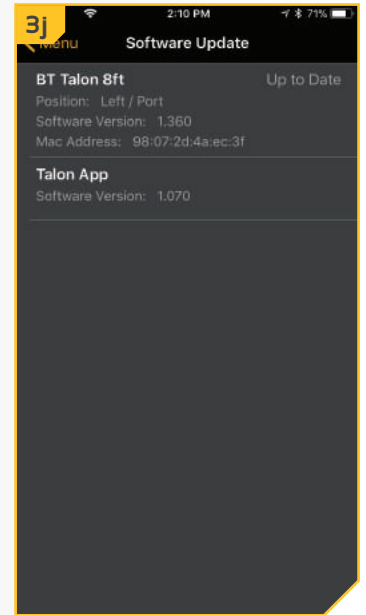 3j
2:10 PM
71%
Menu
Software Update
BT Talon 8ft
Up to Date
Position: Left / Port
Software Version: 1.360
Mac Address: 98:07:2d:4a:ec:3f
Talon App
Software Version: 1.070